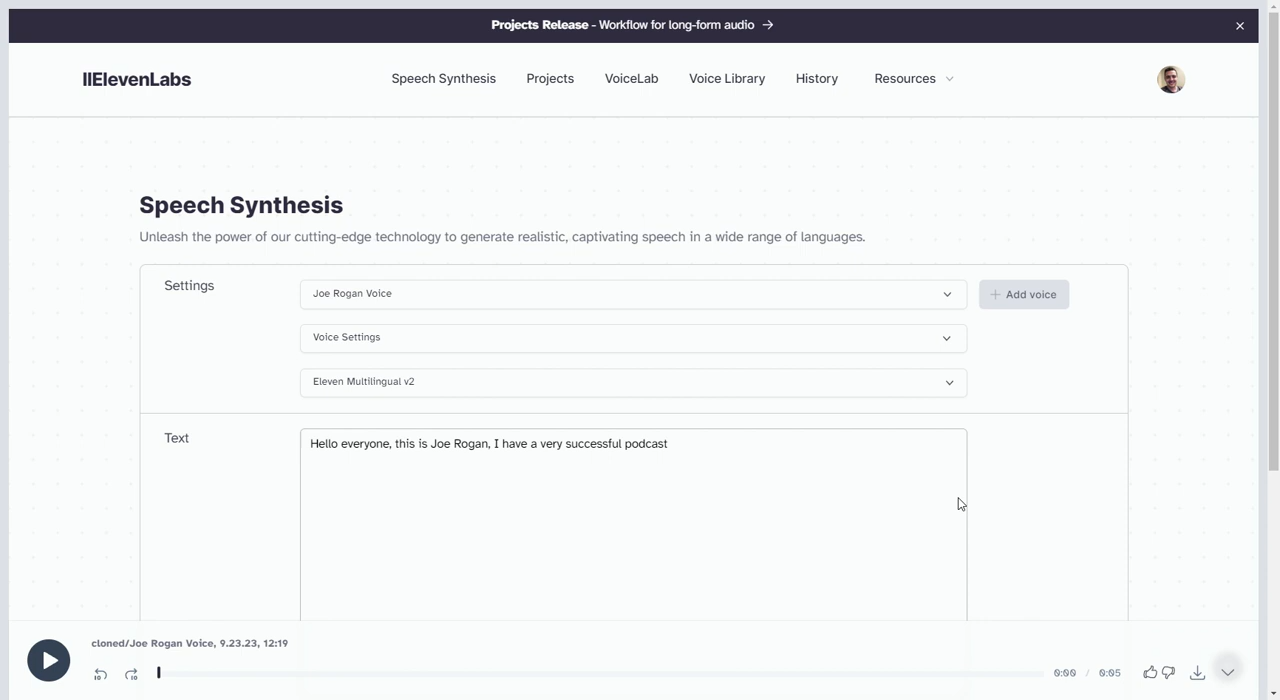 Projects Release - Workflow for long-form audio →
IIElevenLabs
Speech Synthesis Projects VoiceLab Voice Library History Resources
Speech Synthesis
Unleash the power of our cutting-edge technology to generate realistic, captivating speech in a wide range of languages.
Settings
Joe Rogan Voice
+ Add voice
Voice Settings
Eleven Multilingual v2
Text
Hello everyone, this is Joe Rogan, I have a very successful podcast
cloned/Joe Rogan Voice, 9.23.23, 12:19
10 10 0:00 / 0:05